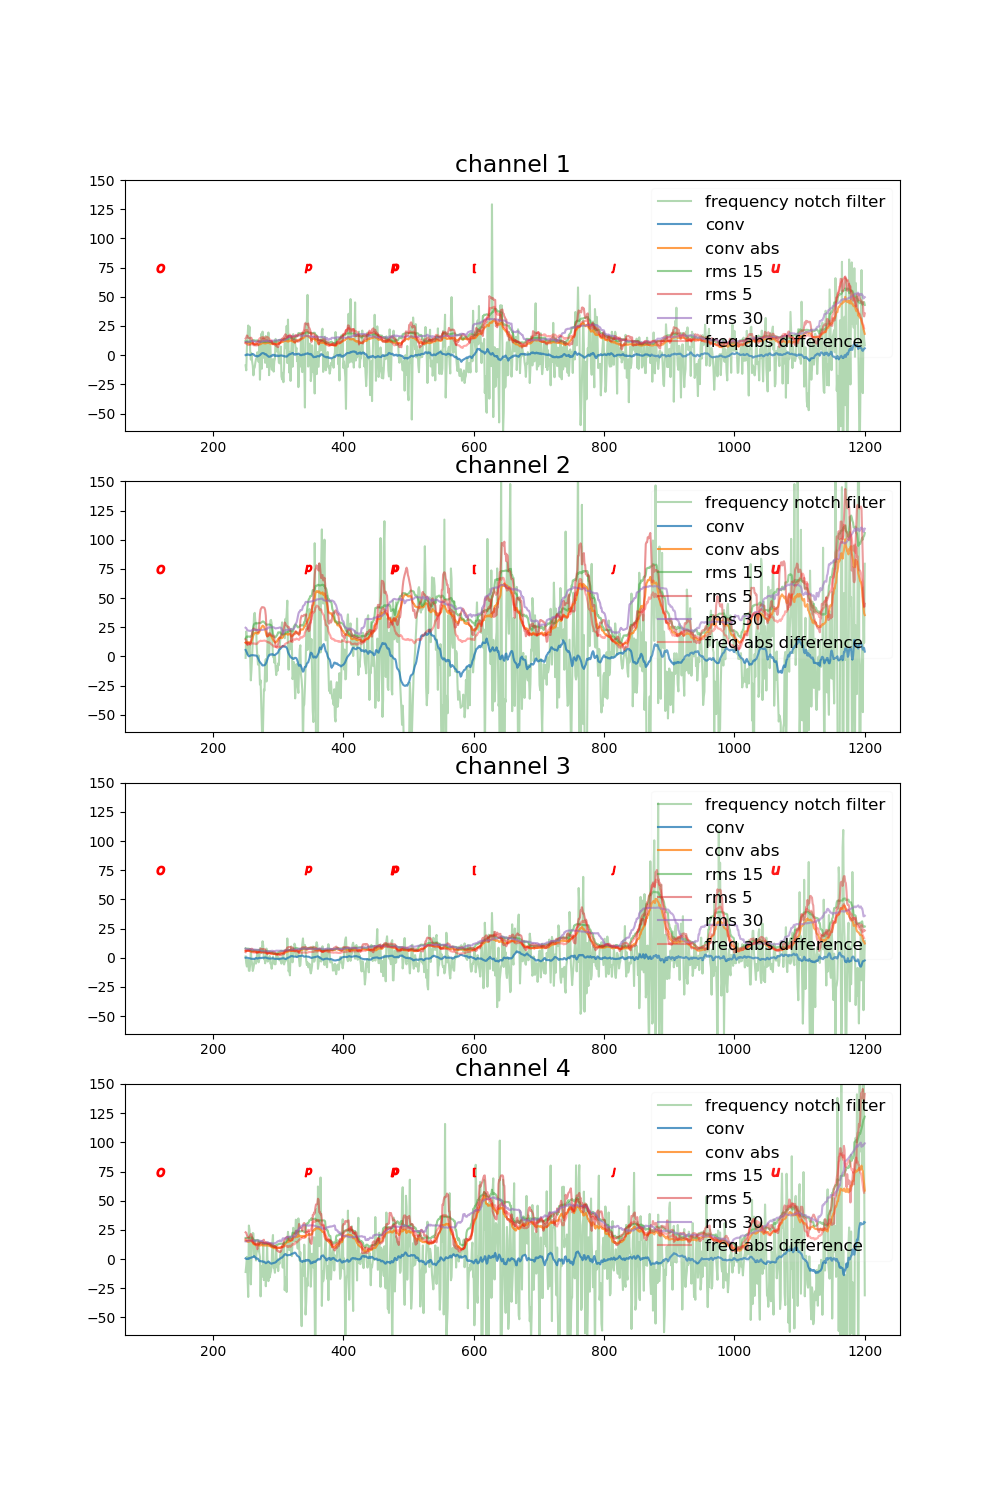 channel 1
150
125
100
75
50
25
0
−25
−50
frequency notch filter
conv
conv abs
rms 15
rms 5
rms 30
freq abs difference
o p p u
200 400 600 800 1000 1200
channel 2
150
125
100
75
50
25
0
−25
−50
frequency notch filter
conv
conv abs
rms 15
rms 5
rms 30
freq abs difference
o p p u
200 400 600 800 1000 1200
channel 3
150
125
100
75
50
25
0
−25
−50
frequency notch filter
conv
conv abs
rms 15
rms 5
rms 30
freq abs difference
o p p u
200 400 600 800 1000 1200
channel 4
150
125
100
75
50
25
0
−25
−50
frequency notch filter
conv
conv abs
rms 15
rms 5
rms 30
freq abs difference
o p p u
200 400 600 800 1000 1200